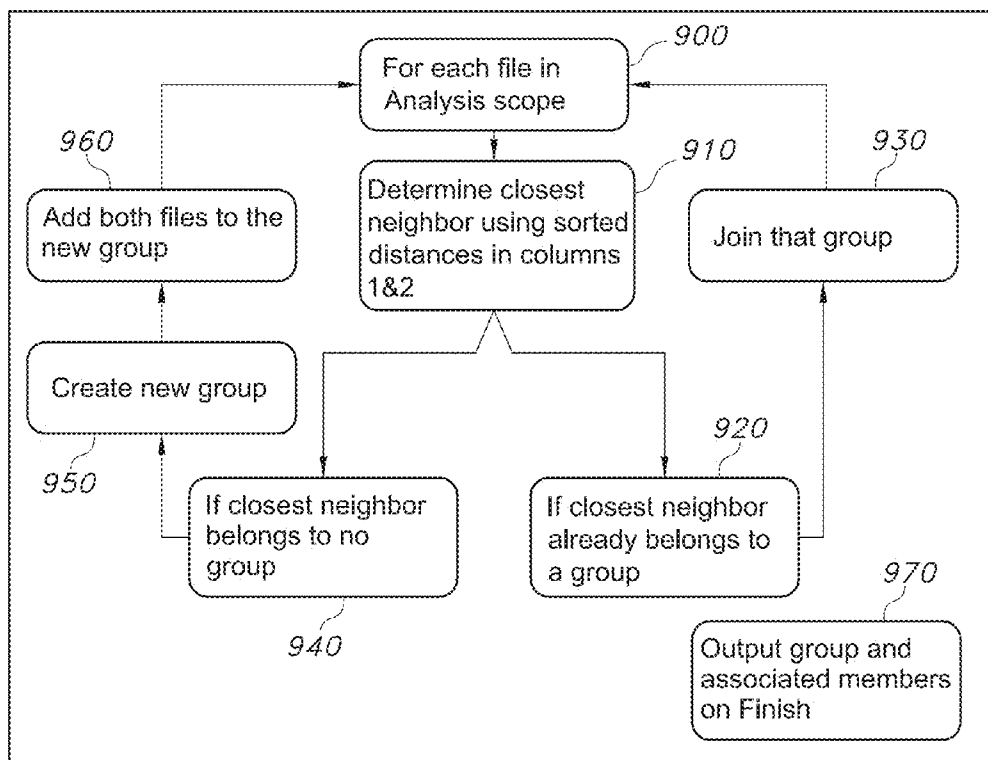 900
For each file in
Analysis scope
960
910
930
Add both files to the
new group
Determine closest
neighbor using sorted
distances in columns
1&2
Join that group
Create new group
950
920
If closest neighbor
belongs to no
group
If closest neighbor
already belongs to
a group
940
970
Output group and
associated members
on Finish